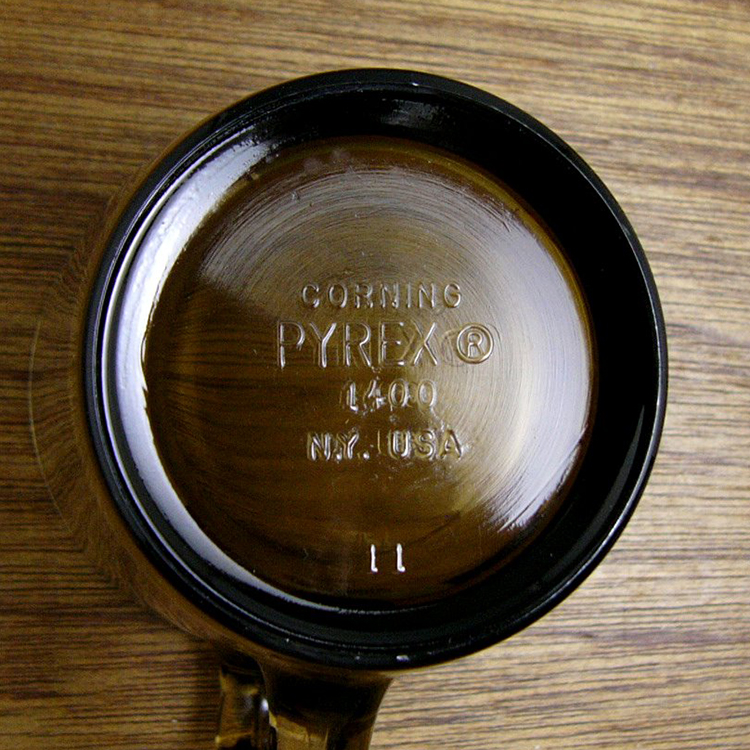 CORNING
PYREX ®
1400
N.Y. USA
11